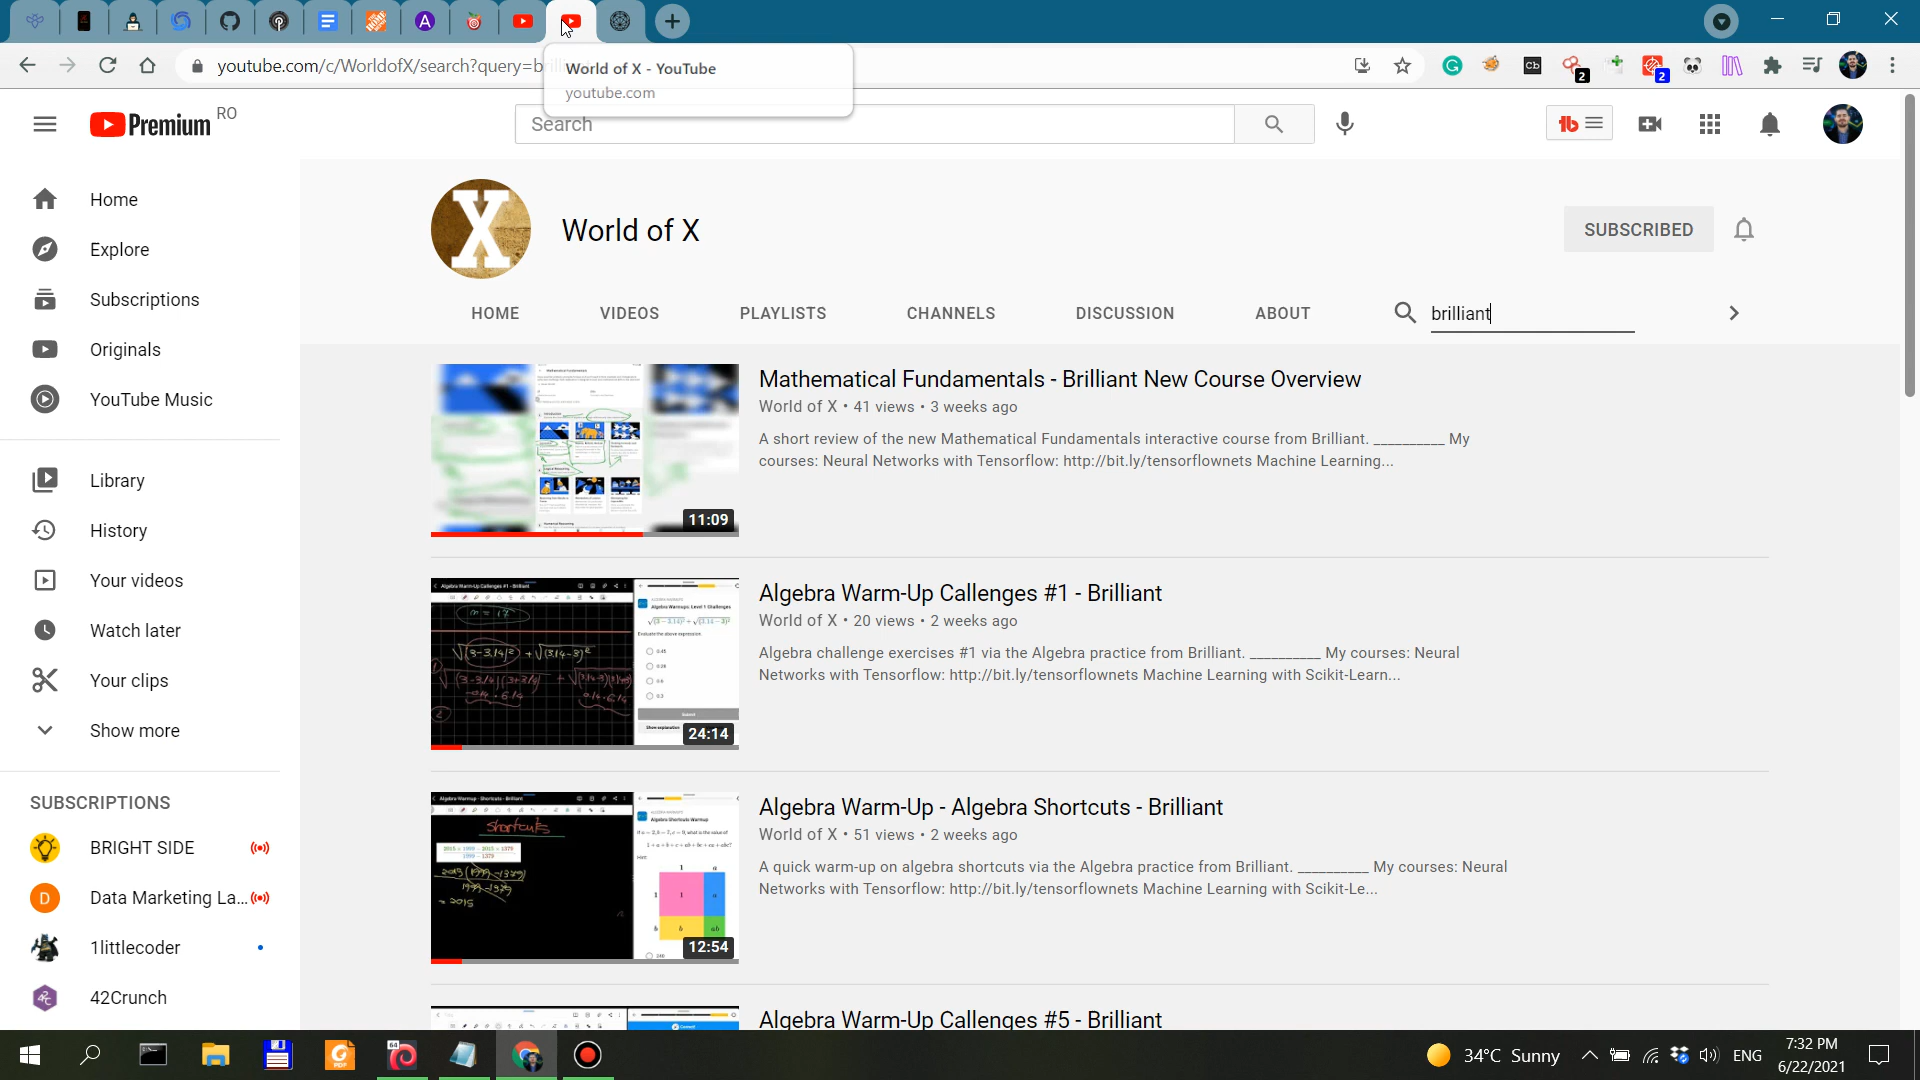 youtube.com/c/WorldofX/search?query=b
World of X - YouTube
youtube.com
2
2
Premium RO
Search
Home
Explore
Subscriptions
Originals
YouTube Music
Library
History
Your videos
Watch later
Your clips
Show more
SUBSCRIPTIONS
BRIGHT SIDE
Data Marketing La...
1littlecoder
42Crunch
World of X
SUBSCRIBED
HOME VIDEOS PLAYLISTS CHANNELS DISCUSSION ABOUT brilliant
11:09
Mathematical Fundamentals - Brilliant New Course Overview
World of X • 41 views • 3 weeks ago
A short review of the new Mathematical Fundamentals interactive course from Brilliant. __________ My
courses: Neural Networks with Tensorflow: http://bit.ly/tensorflownets Machine Learning...
24:14
Algebra Warm-Up Callenges #1 - Brilliant
World of X • 20 views • 2 weeks ago
Algebra challenge exercises #1 via the Algebra practice from Brilliant. __________ My courses: Neural
Networks with Tensorflow: http://bit.ly/tensorflownets Machine Learning with Scikit-Learn...
shortcuts
12:54
Algebra Warm-Up - Algebra Shortcuts - Brilliant
World of X • 51 views • 2 weeks ago
A quick warm-up on algebra shortcuts via the Algebra practice from Brilliant. __________ My courses: Neural
Networks with Tensorflow: http://bit.ly/tensorflownets Machine Learning with Scikit-Le...
Algebra Warm-Up Callenges #5 - Brilliant
34°C Sunny
ENG
7:32 PM
6/22/2021